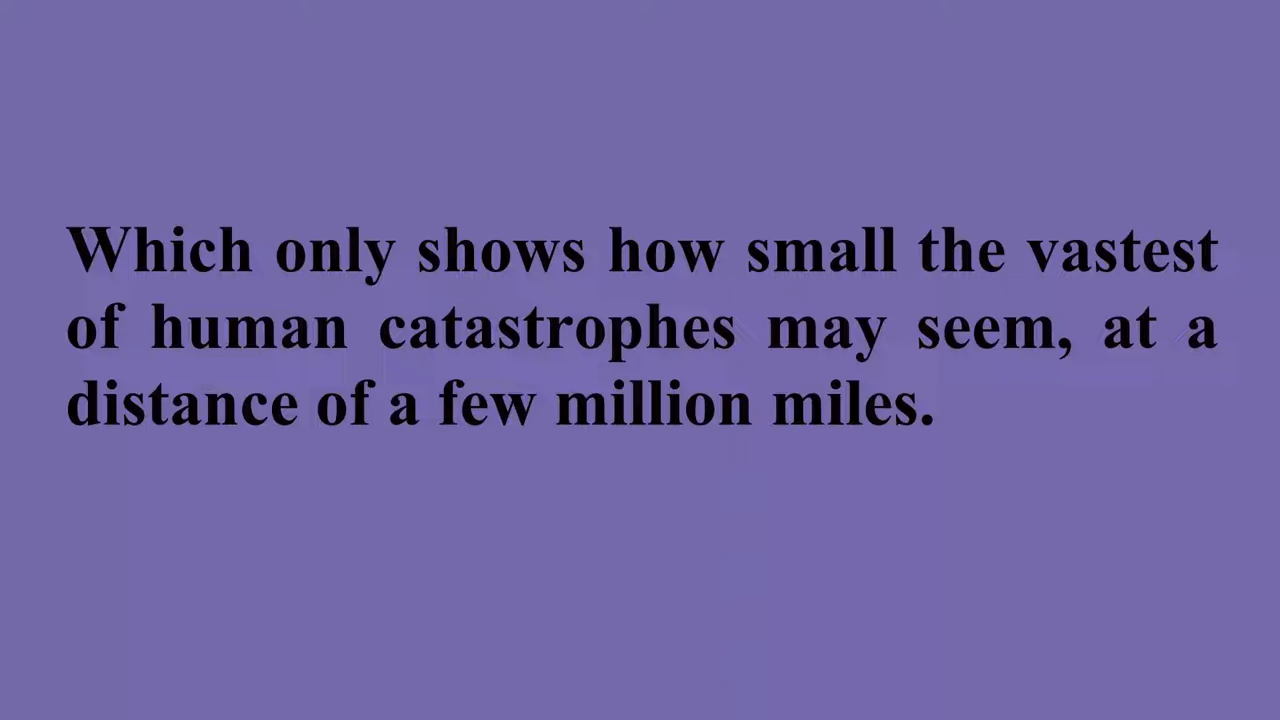 Which only shows how small the vastest
of human catastrophes may seem, at a
distance of a few million miles.